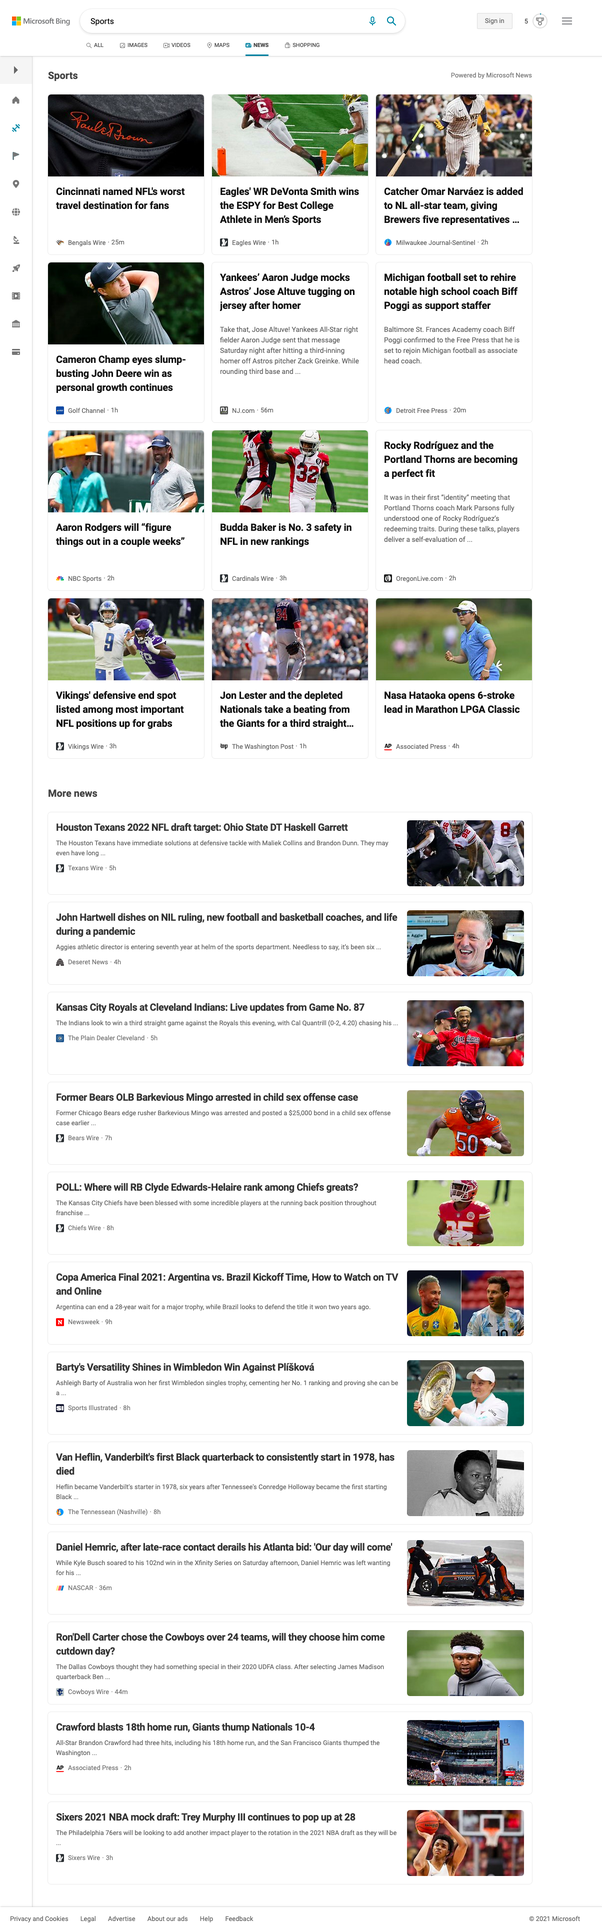 Microsoft Bing
Sports
Sign in
5
ALL
IMAGES
VIDEOS
MAPS
NEWS
SHOPPING
Sports
Powered by Microsoft News
Paul Brown
Cincinnati named NFL's worst
travel destination for fans
Bengals Wire · 25m
6
Eagles' WR DeVonta Smith wins
the ESPY for Best College
Athlete in Men's Sports
Eagles Wire · 1h
Catcher Omar Narváez is added
to NL all-star team, giving
Brewers five representatives ...
Milwaukee Journal-Sentinel · 2h
Cameron Champ eyes slump-
busting John Deere win as
personal growth continues
Golf Channel · 1h
Yankees' Aaron Judge mocks
Astros' Jose Altuve tugging on
jersey after homer
Take that, Jose Altuve! Yankees All-Star right
fielder Aaron Judge sent that message
Saturday night after hitting a third-inning
homer off Astros pitcher Zack Greinke. While
rounding third base and ...
NJ.com · 56m
Michigan football set to rehire
notable high school coach Biff
Poggi as support staffer
Baltimore St. Frances Academy coach Biff
Poggi confirmed to the Free Press that he is
set to rejoin Michigan football as associate
head coach.
Detroit Free Press · 20m
Aaron Rodgers will "figure
things out in a couple weeks"
NBC Sports · 2h
32
Budda Baker is No. 3 safety in
NFL in new rankings
Cardinals Wire · 3h
Rocky Rodríguez and the
Portland Thorns are becoming
a perfect fit
It was in their first "identity" meeting that
Portland Thorns coach Mark Parsons fully
understood one of Rocky Rodríguez's
redeeming traits. During these talks, players
deliver a self-evaluation of ...
OregonLive.com · 2h
9
Vikings' defensive end spot
listed among most important
NFL positions up for grabs
Vikings Wire · 3h
34
Jon Lester and the depleted
Nationals take a beating from
the Giants for a third straight...
wp The Washington Post · 1h
Nasa Hataoka opens 6-stroke
lead in Marathon LPGA Classic
AP Associated Press · 4h
More news
Houston Texans 2022 NFL draft target: Ohio State DT Haskell Garrett
The Houston Texans have immediate solutions at defensive tackle with Maliek Collins and Brandon Dunn. They may
even have long ...
Texans Wire · 5h
8
John Hartwell dishes on NIL ruling, new football and basketball coaches, and life
during a pandemic
Aggies athletic director is entering seventh year at helm of the sports department. Needless to say, it's been six ...
Deseret News · 4h
Kansas City Royals at Cleveland Indians: Live updates from Game No. 87
The Indians look to win a third straight game against the Royals this evening, with Cal Quantrill (0-2, 4.20) chasing his ...
The Plain Dealer Cleveland · 5h
Former Bears OLB Barkevious Mingo arrested in child sex offense case
Former Chicago Bears edge rusher Barkevious Mingo was arrested and posted a $25,000 bond in a child sex offense
case earlier ...
Bears Wire · 7h
50
POLL: Where will RB Clyde Edwards-Helaire rank among Chiefs greats?
The Kansas City Chiefs have been blessed with some incredible players at the running back position throughout
franchise ...
Chiefs Wire · 8h
Copa America Final 2021: Argentina vs. Brazil Kickoff Time, How to Watch on TV
and Online
Argentina can end a 28-year wait for a major trophy, while Brazil looks to defend the title it won two years ago.
N Newsweek · 9h
Barty's Versatility Shines in Wimbledon Win Against Plíšková
Ashleigh Barty of Australia won her first Wimbledon singles trophy, cementing her No. 1 ranking and proving she can be
a ...
SI Sports Illustrated · 8h
Van Heflin, Vanderbilt's first Black quarterback to consistently start in 1978, has
died
Heflin became Vanderbilt's starter in 1978, six years after Tennessee's Conredge Holloway became the first starting
Black ...
The Tennessean (Nashville) · 8h
Daniel Hemric, after late-race contact derails his Atlanta bid: 'Our day will come'
While Kyle Busch soared to his 102nd win in the Xfinity Series on Saturday afternoon, Daniel Hemric was left wanting
for his ...
NASCAR · 36m
TOYOTA
Ron'Dell Carter chose the Cowboys over 24 teams, will they choose him come
cutdown day?
The Dallas Cowboys thought they had something special in their 2020 UDFA class. After selecting James Madison
quarterback Ben ...
Cowboys Wire · 44m
Crawford blasts 18th home run, Giants thump Nationals 10-4
All-Star Brandon Crawford had three hits, including his 18th home run, and the San Francisco Giants thumped the
Washington ...
AP Associated Press · 2h
Sixers 2021 NBA mock draft: Trey Murphy III continues to pop up at 28
The Philadelphia 76ers will be looking to add another impact player to the rotation in the 2021 NBA draft as they will be
...
Sixers Wire · 3h
Privacy and Cookies
Legal
Advertise
About our ads
Help
Feedback
© 2021 Microsoft